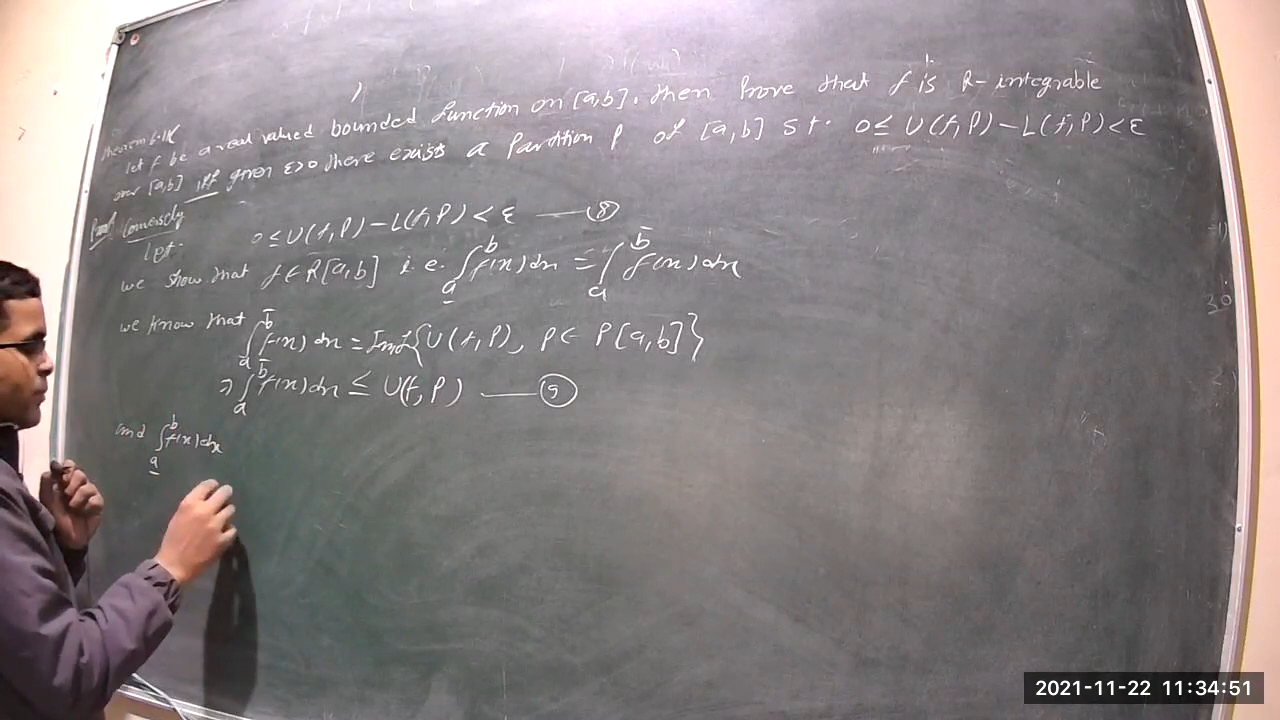 Theorem 6.1
let f be a real valued bounded function on [a,b]. then Prove that f is R-integrable
over [a,b] iff given ε>0 there exists a Partition P of [a,b] s.t. 0 ≤ U(f,P) − L(f,P) < ε
Proof Conversely
Let 0 ≤ U(f,P) − L(f,P) < ε —— (8)
we show that f ∈ R[a,b] i.e. ∫_a̲^b f(x) dx = ∫_a^b̄ f(x) dx
we know that ∫_a^b̄ f(x) dx = Inf{U(f,P), P ∈ P[a,b]}
⇒ ∫_a^b̄ f(x) dx ≤ U(f,P) —— (9)
and ∫_a̲^b f(x) dx
2021-11-22 11:34:51